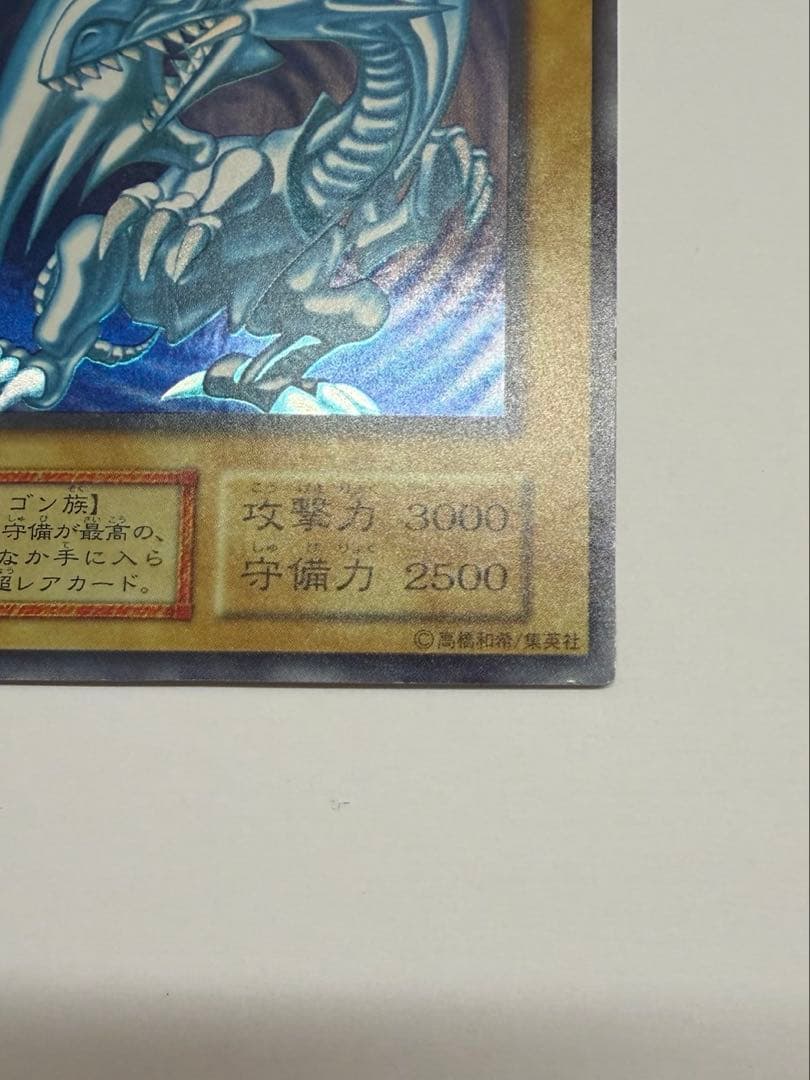 ゴン族】
守備が最高の、
なか手に入ら
超レアカード。
攻撃力 3000
守備力 2500
©高橋和希/集英社